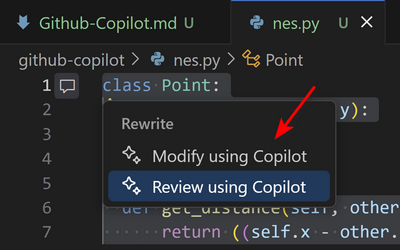 Github-Copilot.md U
nes.py U
github-copilot > nes.py > Point
1 class Point:
2 y):
Rewrite
3
Modify using Copilot
4
Review using Copilot
5
6 def get_distance(self, other
7 return ((self.x - other.